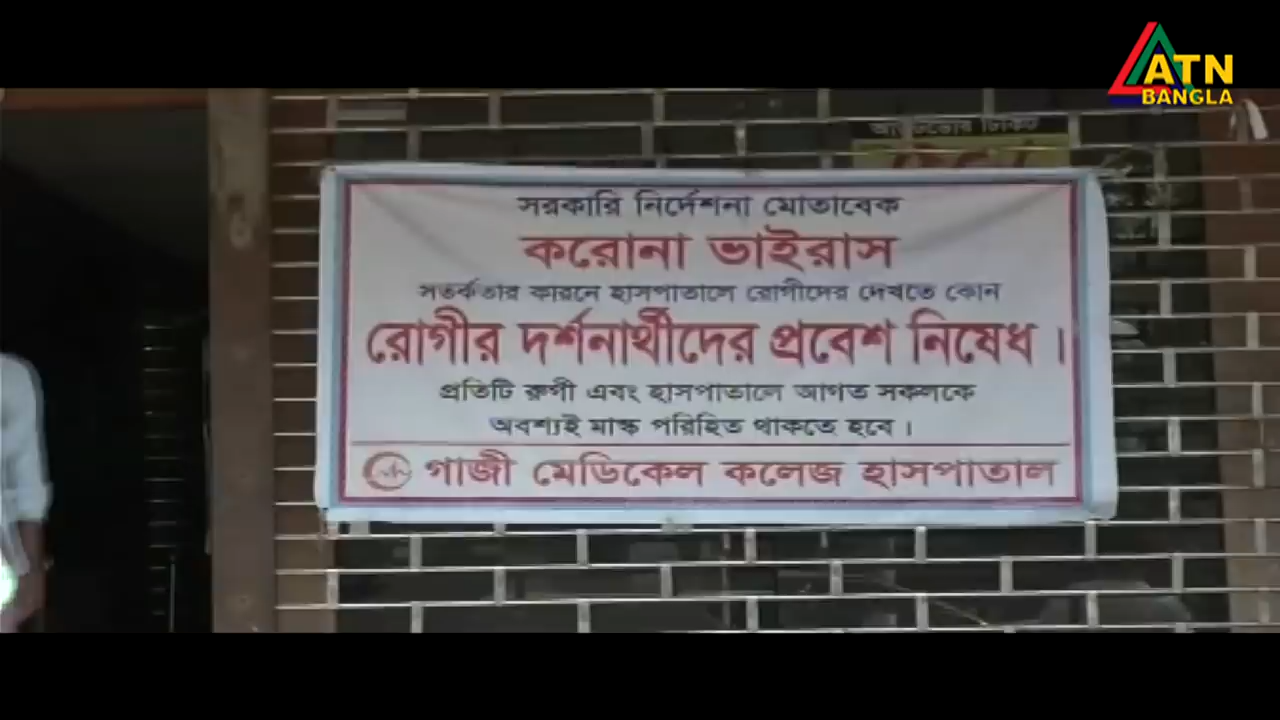 ATN
BANGLA
সরকারি নির্দেশনা মোতাবেক
করোনা ভাইরাস
সতর্কতার কারনে হাসপাতালে রোগীদের দেখতে কোন
রোগীর দর্শনার্থীদের প্রবেশ নিষেধ।
প্রতিটি রুগী এবং হাসপাতালে আগত সকলকে
অবশ্যই মাস্ক পরিহিত থাকতে হবে।
গাজী মেডিকেল কলেজ হাসপাতাল